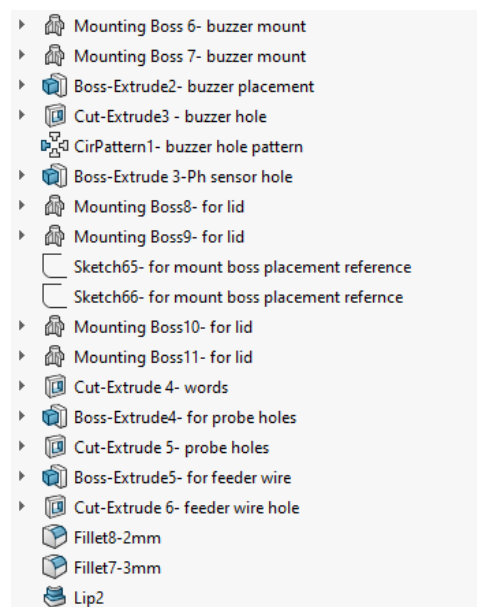 Mounting Boss 6- buzzer mount
Mounting Boss 7- buzzer mount
Boss-Extrude2- buzzer placement
Cut-Extrude3 - buzzer hole
CirPattern1- buzzer hole pattern
Boss-Extrude 3-Ph sensor hole
Mounting Boss8- for lid
Mounting Boss9- for lid
Sketch65- for mount boss placement reference
Sketch66- for mount boss placement refernce
Mounting Boss10- for lid
Mounting Boss11- for lid
Cut-Extrude 4- words
Boss-Extrude4- for probe holes
Cut-Extrude 5- probe holes
Boss-Extrude5- for feeder wire
Cut-Extrude 6- feeder wire hole
Fillet8-2mm
Fillet7-3mm
Lip2